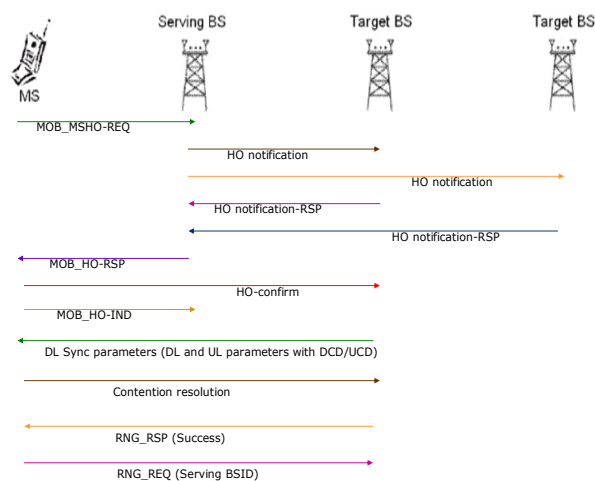 Serving BS
Target BS
Target BS
MS
MOB_MSHO-REQ
HO notification
HO notification
HO notification-RSP
HO notification-RSP
MOB_HO-RSP
HO-confirm
MOB_HO-IND
DL Sync parameters (DL and UL parameters with DCD/UCD)
Contention resolution
RNG_RSP (Success)
RNG_REQ (Serving BSID)